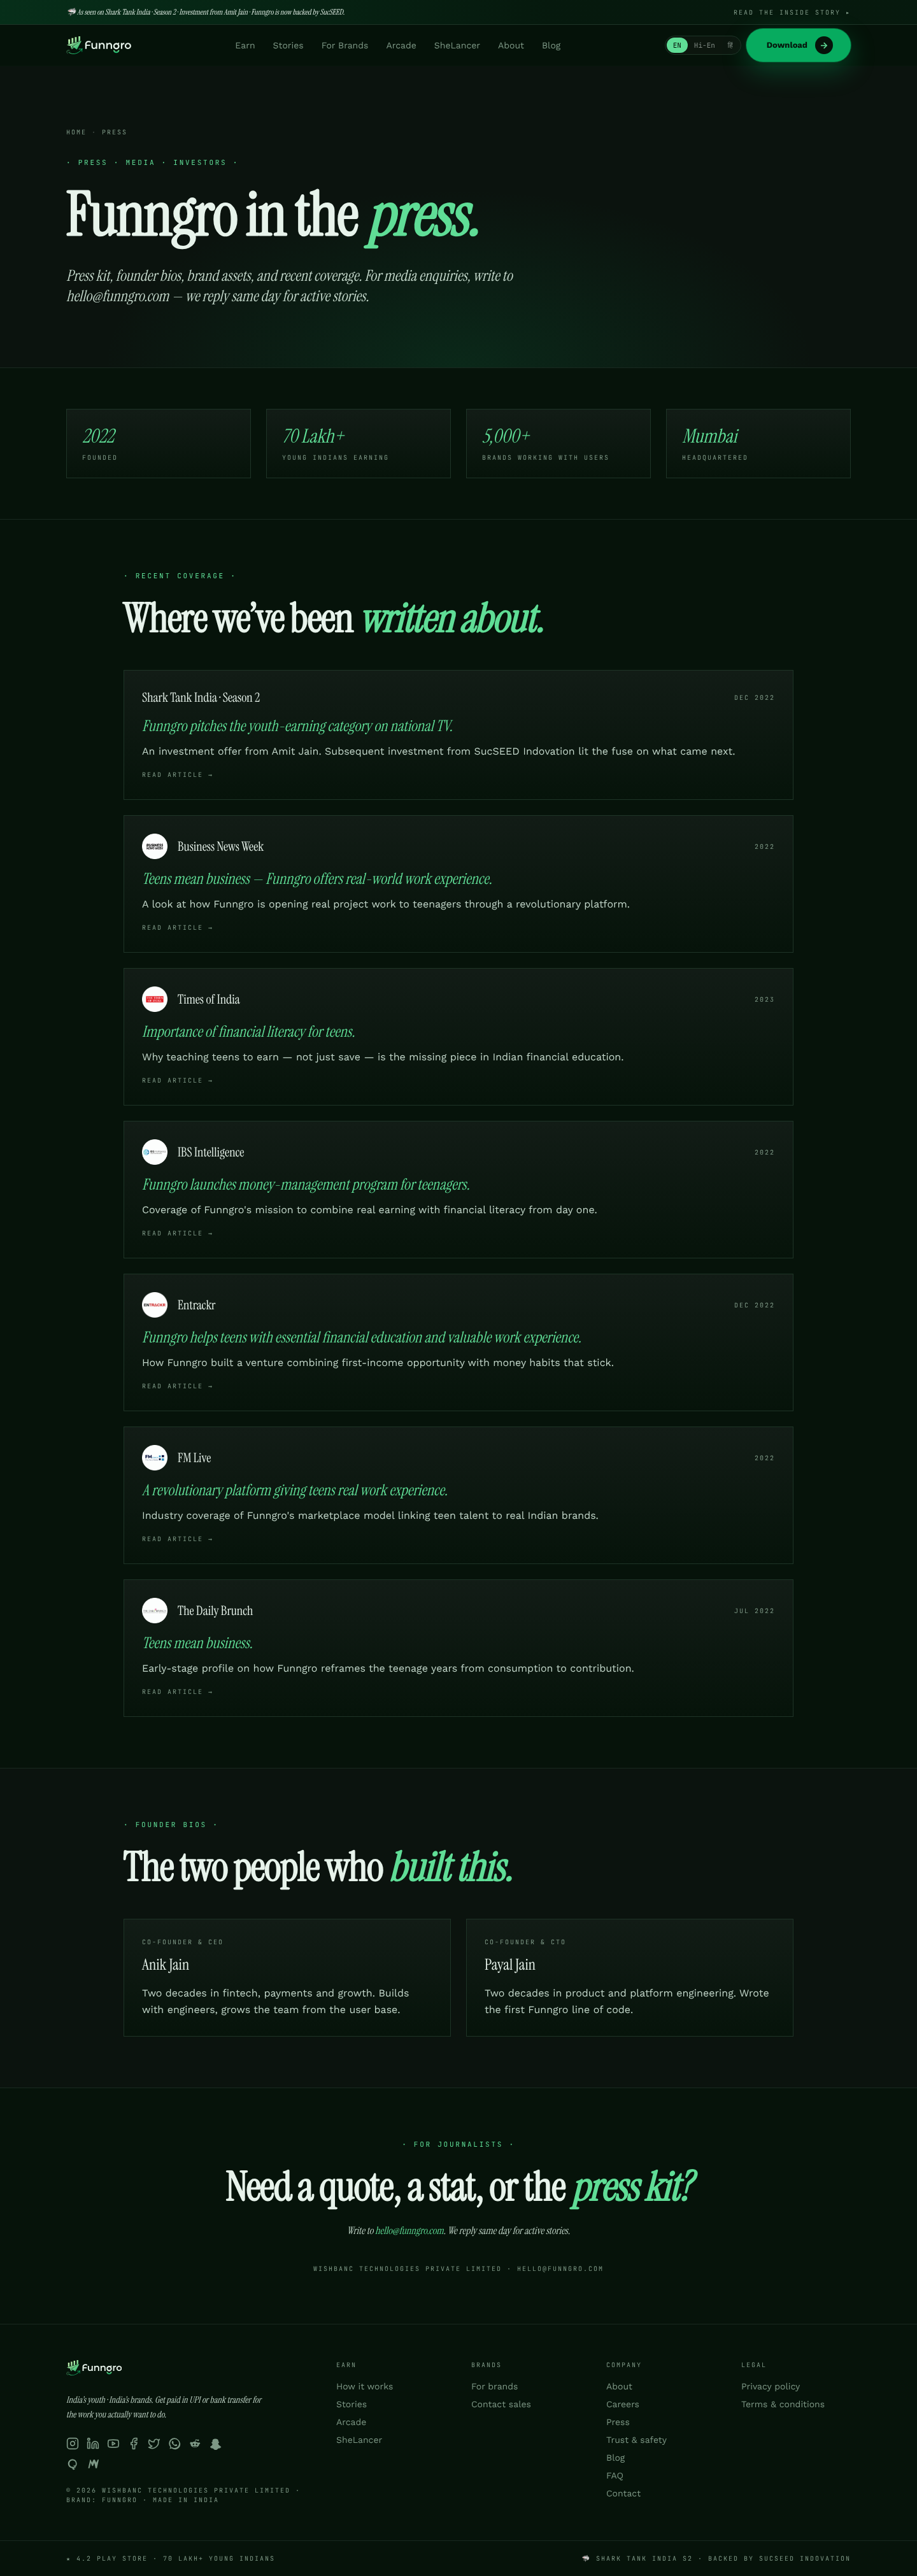 🦈 As seen on Shark Tank India · Season 2 · Investment from Amit Jain · Funngro is now backed by SucSEED.
READ THE INSIDE STORY
Funngro
Earn
Stories
For Brands
Arcade
SheLancer
About
Blog
EN
Hi-En
Download →
HOME · PRESS
· PRESS · MEDIA · INVESTORS ·
Funngro in the press.
Press kit, founder bios, brand assets, and recent coverage. For media enquiries, write to
hello@funngro.com — we reply same day for active stories.
2022
FOUNDED
70 Lakh+
YOUNG INDIANS EARNING
5,000+
BRANDS WORKING WITH USERS
Mumbai
HEADQUARTERED
· RECENT COVERAGE ·
Where we’ve been written about.
Shark Tank India · Season 2
DEC 2022
Funngro pitches the youth-earning category on national TV.
An investment offer from Amit Jain. Subsequent investment from SucSEED Indovation lit the fuse on what came next.
READ ARTICLE →
Business News Week
2022
Teens mean business — Funngro offers real-world work experience.
A look at how Funngro is opening real project work to teenagers through a revolutionary platform.
READ ARTICLE →
Times of India
2023
Importance of financial literacy for teens.
Why teaching teens to earn — not just save — is the missing piece in Indian financial education.
READ ARTICLE →
IBS Intelligence
2022
Funngro launches money-management program for teenagers.
Coverage of Funngro's mission to combine real earning with financial literacy from day one.
READ ARTICLE →
ENTRACKR
Entrackr
DEC 2022
Funngro helps teens with essential financial education and valuable work experience.
How Funngro built a venture combining first-income opportunity with money habits that stick.
READ ARTICLE →
FM
FM Live
2022
A revolutionary platform giving teens real work experience.
Industry coverage of Funngro's marketplace model linking teen talent to real Indian brands.
READ ARTICLE →
The Daily Brunch
JUL 2022
Teens mean business.
Early-stage profile on how Funngro reframes the teenage years from consumption to contribution.
READ ARTICLE →
· FOUNDER BIOS ·
The two people who built this.
CO-FOUNDER & CEO
Anik Jain
Two decades in fintech, payments and growth. Builds
with engineers, grows the team from the user base.
CO-FOUNDER & CTO
Payal Jain
Two decades in product and platform engineering. Wrote
the first Funngro line of code.
· FOR JOURNALISTS ·
Need a quote, a stat, or the press kit?
Write to hello@funngro.com. We reply same day for active stories.
WISHBANC TECHNOLOGIES PRIVATE LIMITED · HELLO@FUNNGRO.COM
Funngro
India's youth · India's brands. Get paid in UPI or bank transfer for
the work you actually want to do.
© 2026 WISHBANC TECHNOLOGIES PRIVATE LIMITED ·
BRAND: FUNNGRO · MADE IN INDIA
EARN
How it works
Stories
Arcade
SheLancer
BRANDS
For brands
Contact sales
COMPANY
About
Careers
Press
Trust & safety
Blog
FAQ
Contact
LEGAL
Privacy policy
Terms & conditions
★ 4.2 PLAY STORE · 70 LAKH+ YOUNG INDIANS
🦈 SHARK TANK INDIA S2 · BACKED BY SUCSEED INDOVATION